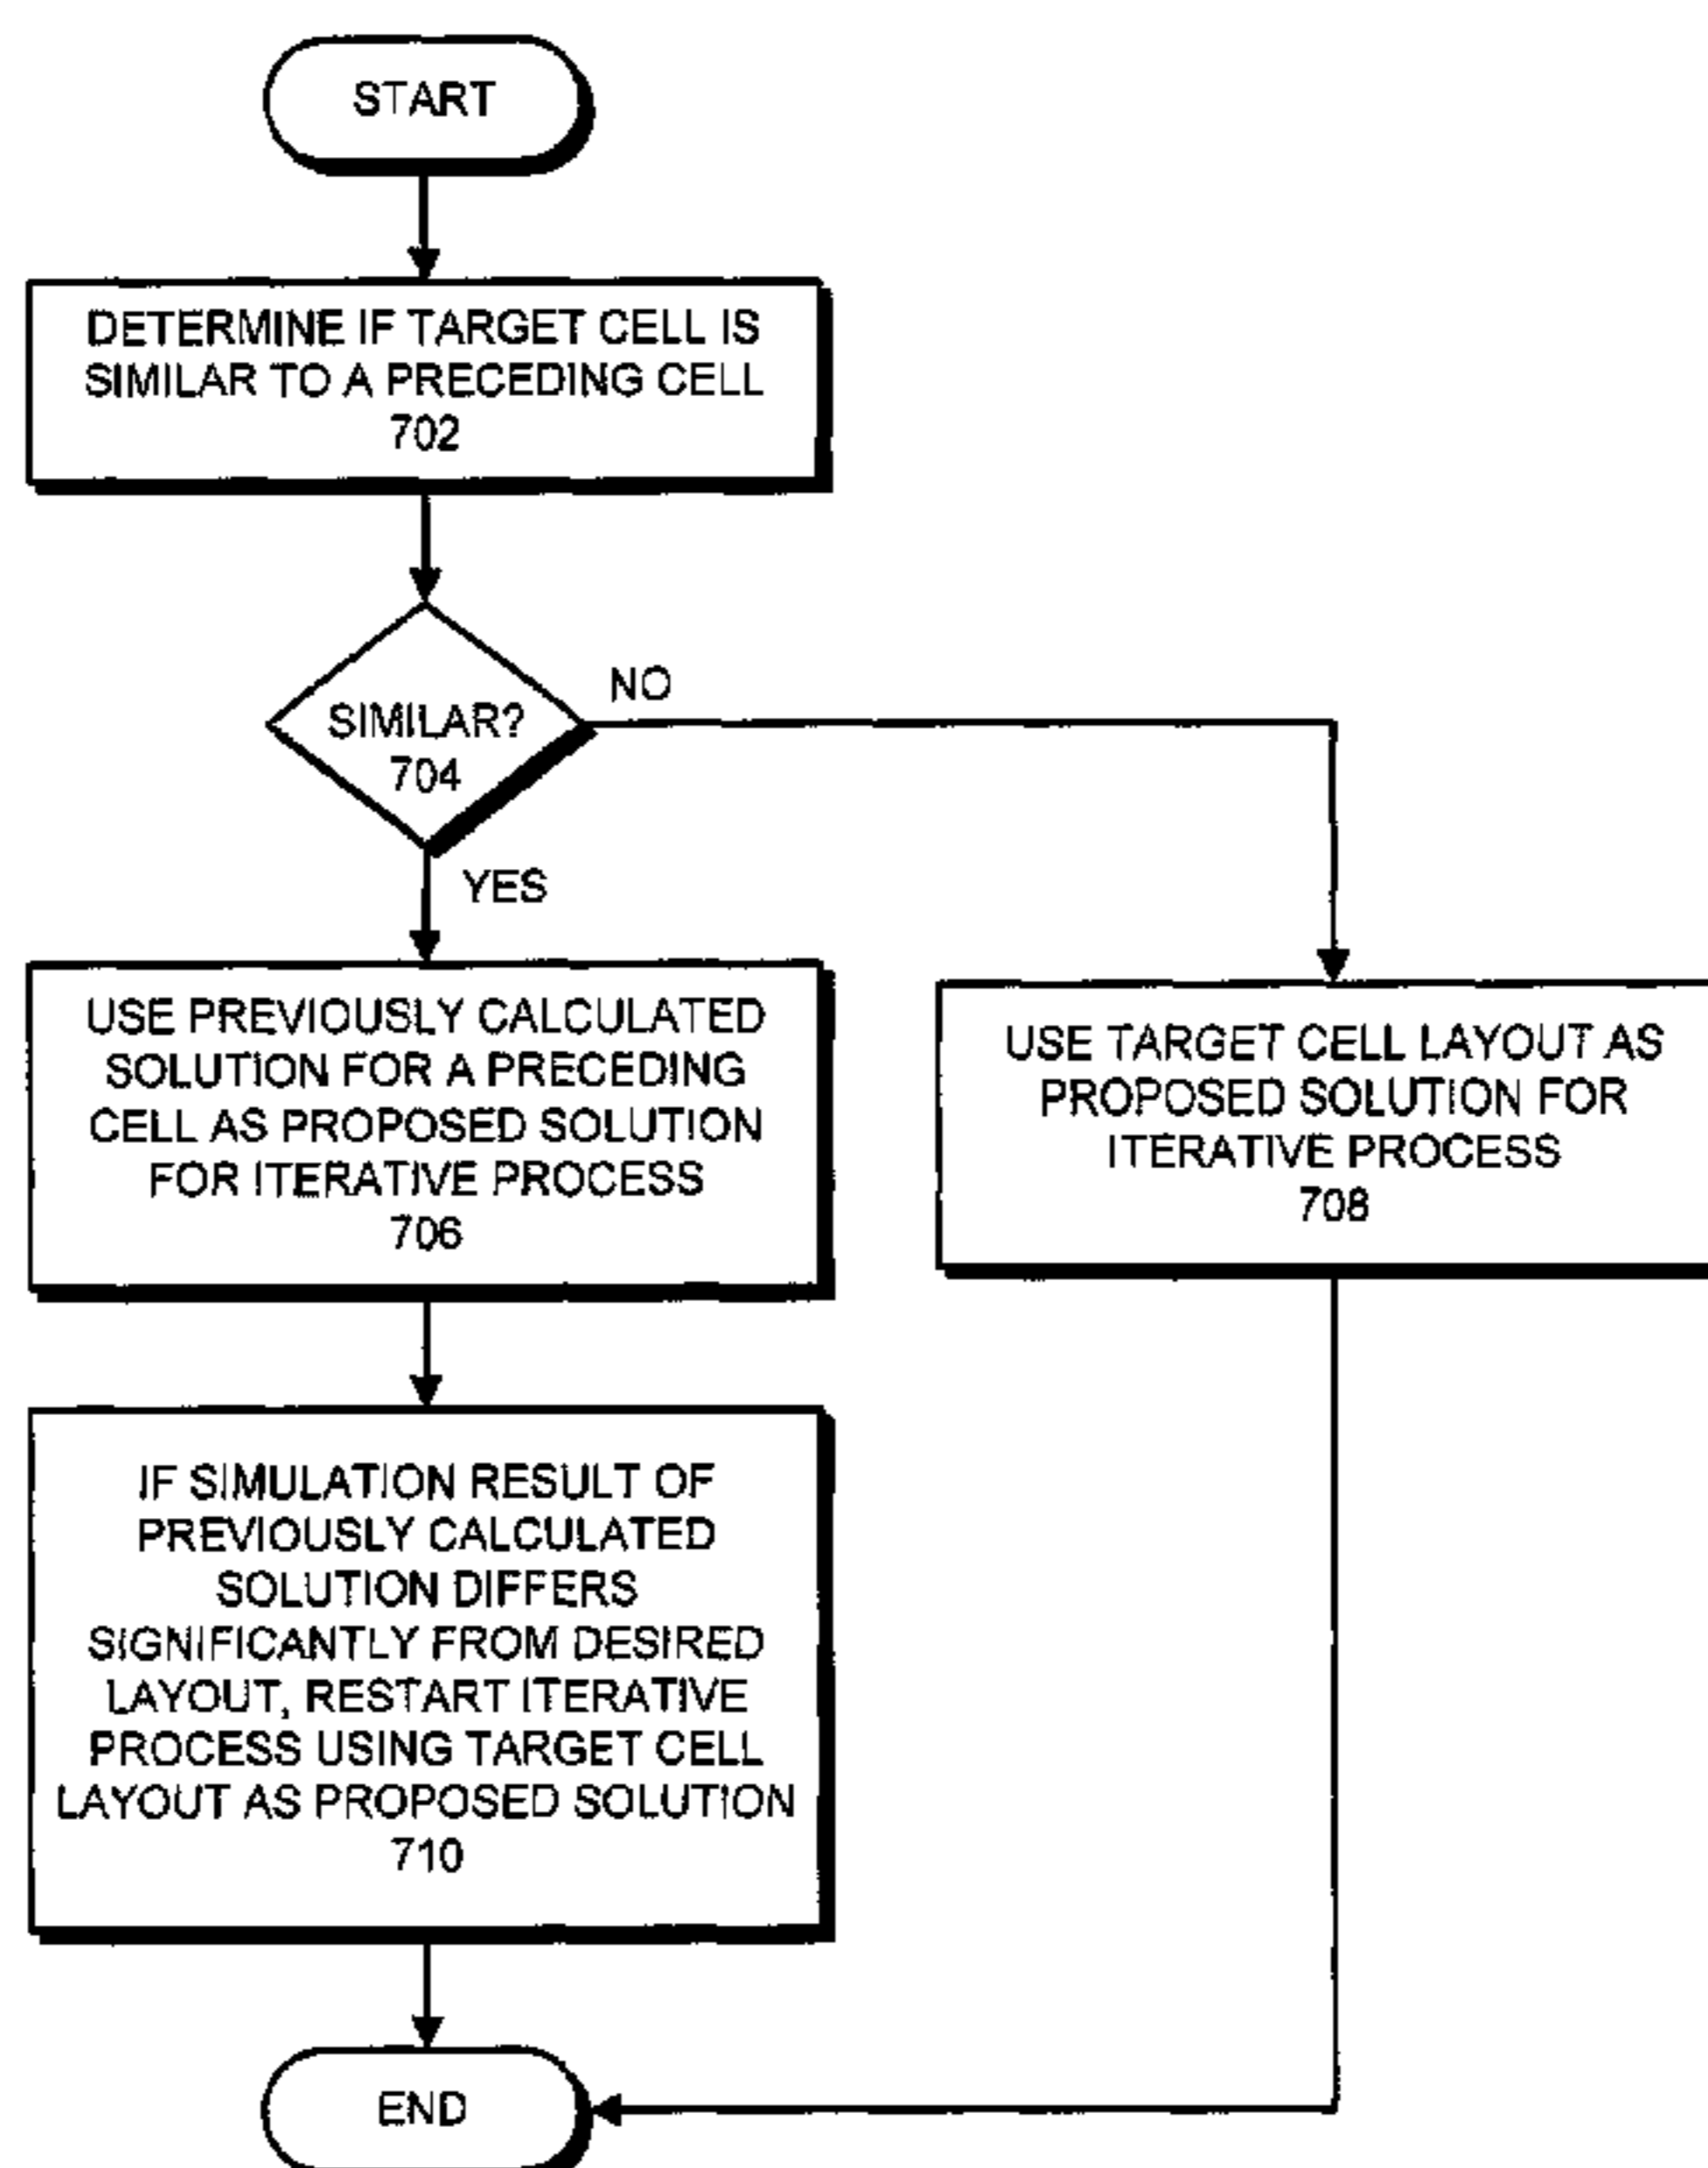 START
DETERMINE IF TARGET CELL IS
SIMILAR TO A PRECEDING CELL
702
SIMILAR?
704
NO
YES
USE PREVIOUSLY CALCULATED
SOLUTION FOR A PRECEDING
CELL AS PROPOSED SOLUTION
FOR ITERATIVE PROCESS
706
USE TARGET CELL LAYOUT AS
PROPOSED SOLUTION FOR
ITERATIVE PROCESS
708
IF SIMULATION RESULT OF
PREVIOUSLY CALCULATED
SOLUTION DIFFERS
SIGNIFICANTLY FROM DESIRED
LAYOUT, RESTART ITERATIVE
PROCESS USING TARGET CELL
LAYOUT AS PROPOSED SOLUTION
710
END